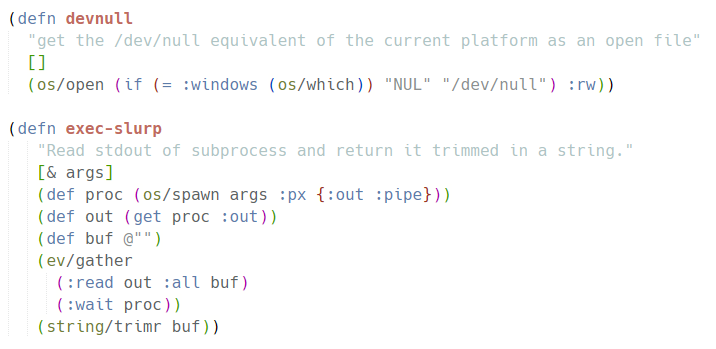 (defn devnull
  "get the /dev/null equivalent of the current platform as an open file"
  []
  (os/open (if (= :windows (os/which)) "NUL" "/dev/null") :rw))

(defn exec-slurp
   "Read stdout of subprocess and return it trimmed in a string."
   [& args]
   (def proc (os/spawn args :px {:out :pipe}))
   (def out (get proc :out))
   (def buf @"")
   (ev/gather
     (:read out :all buf)
     (:wait proc))
   (string/trimr buf))